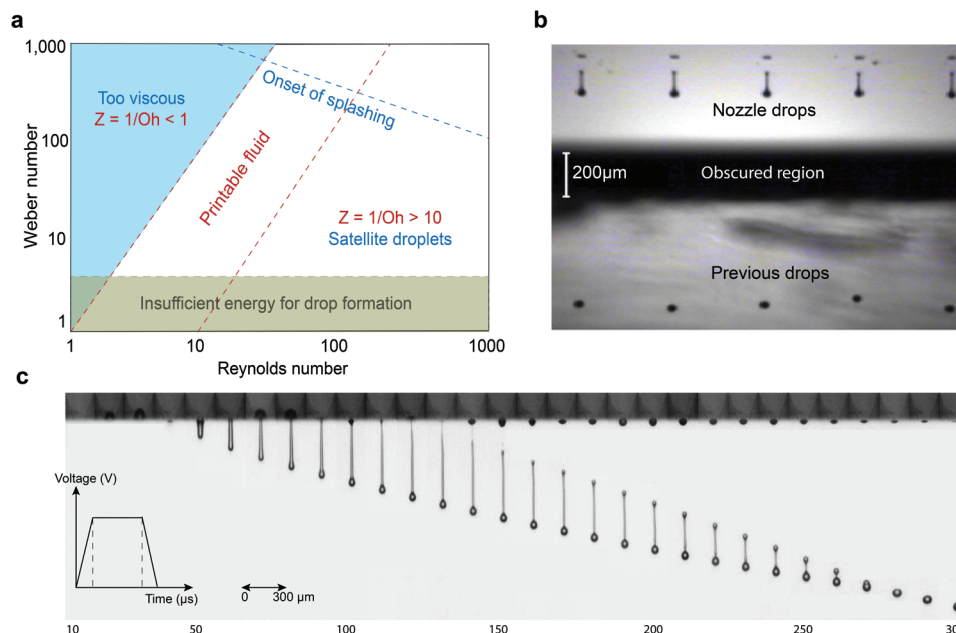 a
1,000
100
10
1
Weber number
Too viscous
Z = 1/Oh < 1
Onset of splashing
Printable fluid
Z = 1/Oh > 10
Satellite droplets
Insufficient energy for drop formation
1 10 100 1000
Reynolds number
b
Nozzle drops
200μm
Obscured region
Previous drops
c
Voltage (V)
Time (μs)
0 300 μm
10 50 100 150 200 250 30